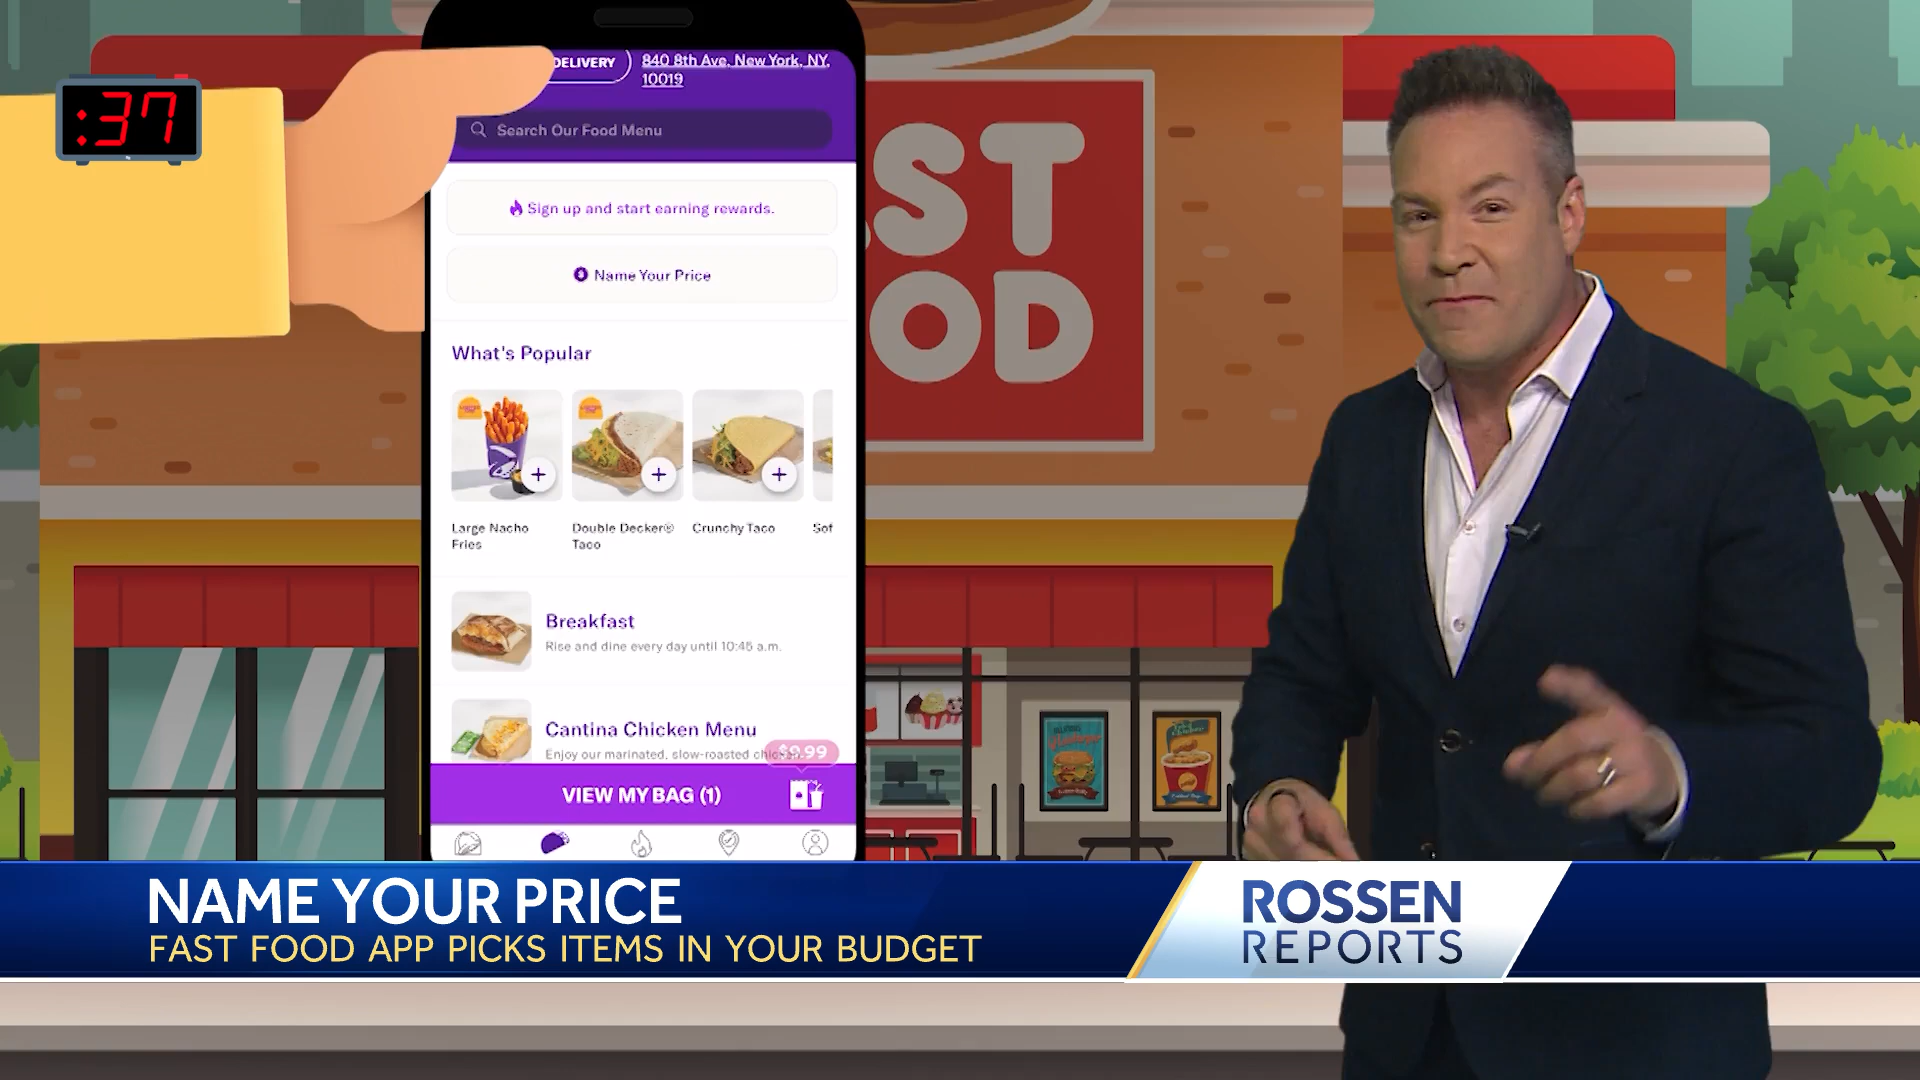 :37
DELIVERY
840 8th Ave, New York, NY,
10019
Search Our Food Menu
Sign up and start earning rewards.
Name Your Price
What's Popular
Large Nacho
Fries
Double Decker®
Taco
Crunchy Taco
Sof
Breakfast
Rise and dine every day until 10:45 a.m.
Cantina Chicken Menu
Enjoy our marinated, slow-roasted
$9.99
VIEW MY BAG (1)
AST
OOD
NAME YOUR PRICE
FAST FOOD APP PICKS ITEMS IN YOUR BUDGET
ROSSEN
REPORTS